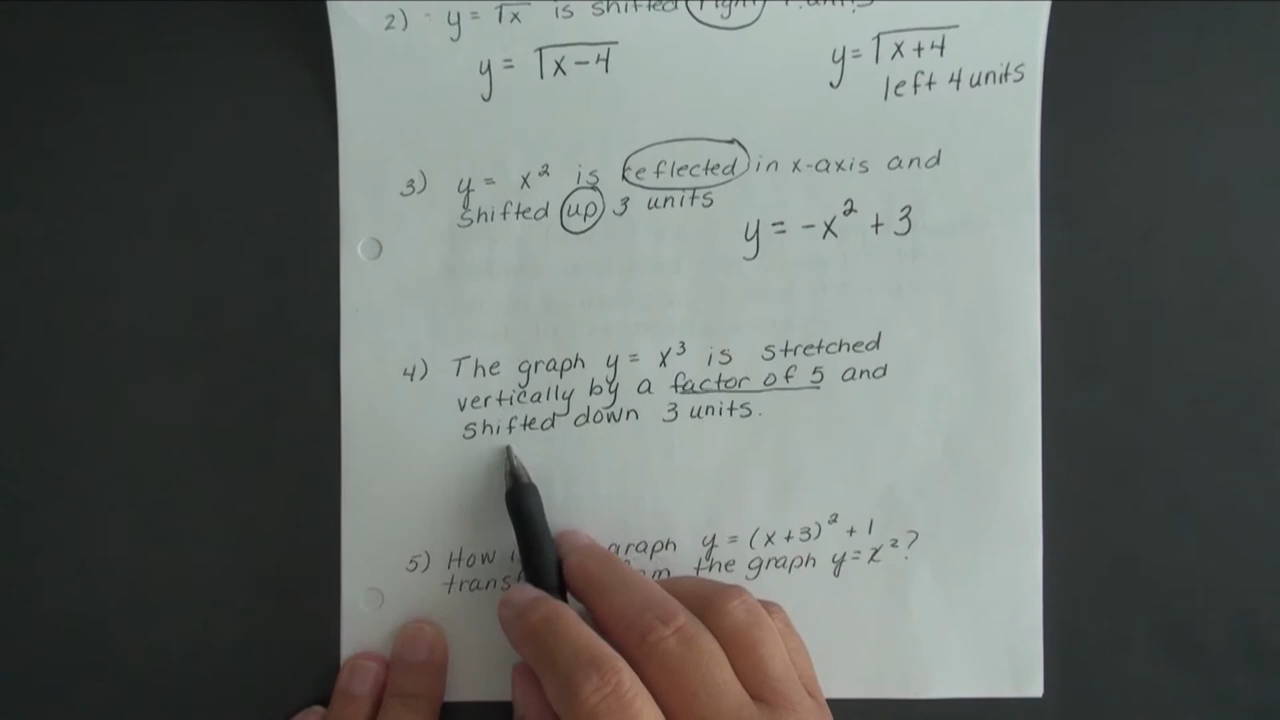 2) y = √x is shifted right
y = √x-4
y = √x+4
left 4 units
3) y = x² is reflected in x-axis and
shifted up 3 units
y = -x² + 3
4) The graph y = x³ is stretched
vertically by a factor of 5 and
shifted down 3 units.
5) How graph y = (x+3)² + 1
the graph y = x²?